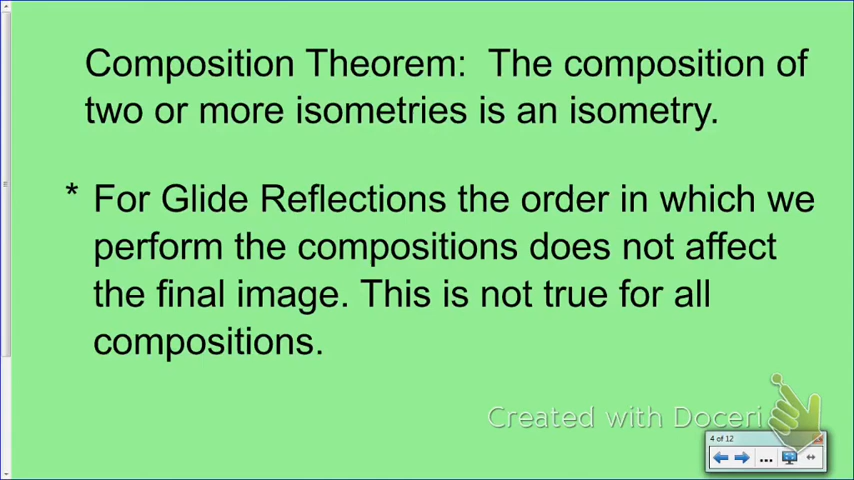 Composition Theorem: The composition of
two or more isometries is an isometry.
* For Glide Reflections the order in which we
perform the compositions does not affect
the final image. This is not true for all
compositions.
Created with Doceri
4 of 12
...